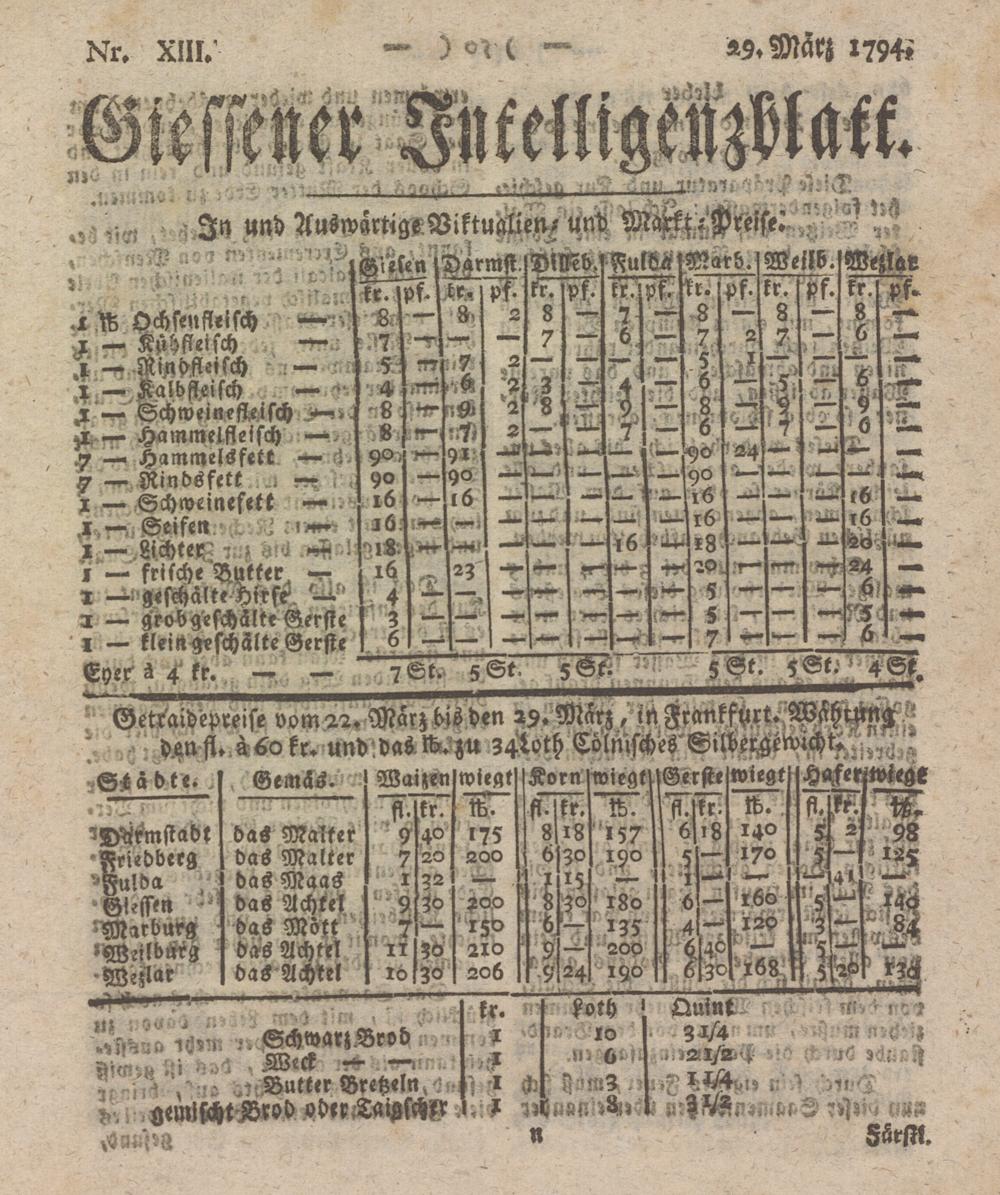 Nr. XIII.
— )o5( —
29. März 1794.
Giessener Intelligenzblatt.
In und Auswärtige Viktualien- und Markt-Preise.
Giesen | Darmst. | Dilleb. | Fulda | Marb. | Weilb. | Wezlar
kr. | pf. | kr. | pf. | kr. | pf. | kr. | pf. | kr. | pf. | kr. | pf. | kr. | pf.
1 ℔ Ochsenfleisch — | 8 | — | 8 | 2 | 8 | — | 7 | — | 8 | — | 8 | — | 8 | —
1 — Kühfleisch — | 7 | — | — | — | 7 | — | 6 | — | 7 | 2 | 7 | — | 6 | —
1 — Rindfleisch — | 5 | — | 7 | 2 | — | — | — | — | 5 | 1 | — | — | — | —
1 — Kalbfleisch — | 4 | — | 6 | 2 | 3 | — | 4 | — | 6 | — | 5 | — | 6 | —
1 — Schweinefleisch — | 8 | — | 9 | 2 | 8 | — | 9 | — | 8 | — | 9 | — | 9 | —
1 — Hammelfleisch — | 8 | — | 7 | 2 | — | — | 7 | — | 6 | — | 7 | — | 6 | —
7 — Hammelsfett — | 90 | — | 91 | — | — | — | — | — | 90 | 24 | — | — | — | —
7 — Rindsfett — | 90 | — | 90 | — | — | — | — | — | 90 | — | — | — | — | —
1 — Schweinefett — | 16 | — | 16 | — | — | — | — | — | 16 | — | — | — | 16 | —
1 — Seifen — | 16 | — | — | — | — | — | — | — | 16 | — | — | — | 16 | —
1 — Lichter — | 18 | — | — | — | — | — | 16 | — | 18 | — | — | — | 20 | —
1 — frische Butter — | 16 | — | 23 | — | — | — | — | — | 20 | — | — | — | 24 | —
1 — geschälte Hirse — | 4 | — | — | — | — | — | — | — | 5 | — | — | — | 6 | —
1 — grob geschälte Gerste | 3 | — | — | — | — | — | — | — | 5 | — | — | — | 5 | —
1 — klein geschälte Gerste | 6 | — | — | — | — | — | — | — | 7 | — | — | — | 6 | —
Eyer à 4 kr. — — 7 St. 5 St. 5 St. 5 St. 5 St. 4 St.
Getraidepreise vom 22. März bis den 29. März, in Frankfurt. Währung
den fl. à 60 kr. und das ℔. zu 34 Loth Cölnisches Silbergewicht.
Städte. | Gemäs. | Waizen | wiegt | Korn | wiegt | Gerste | wiegt | Hafer | wiegt
fl. | kr. | ℔. | fl. | kr. | ℔. | fl. | kr. | ℔. | fl. | kr. | ℔.
Darmstadt | das Malter | 9 | 40 | 175 | 8 | 18 | 157 | 6 | 18 | 140 | 5 | 2 | 98
Friedberg | das Malter | 7 | 20 | 200 | 6 | 30 | 190 | 5 | — | 170 | 5 | — | 125
Fulda | das Maas | 1 | 32 | — | 1 | 15 | — | 1 | — | — | — | 41 | —
Giessen | das Achtel | 9 | 30 | 200 | 8 | 30 | 180 | 6 | — | 160 | 5 | — | 140
Marburg | das Mött | 7 | — | 150 | 6 | — | 135 | 4 | — | 120 | 3 | — | 84
Weilburg | das Achtel | 11 | 30 | 210 | 9 | — | 200 | 6 | 40 | — | 5 | — | —
Wezlar | das Achtel | 10 | 30 | 206 | 9 | 24 | 190 | 6 | 30 | 168 | 5 | 20 | 130
kr. | Loth | Quint
Schwarz Brod | 1 | 10 | 3 1/4
Weck — — | 1 | 6 | 2 1/2
Butter Bretzeln | 1 | 3 | 1 1/4
gemischt Brod oder Taigscher | 1 | 8 | 3 1/2
n
Fürstl.